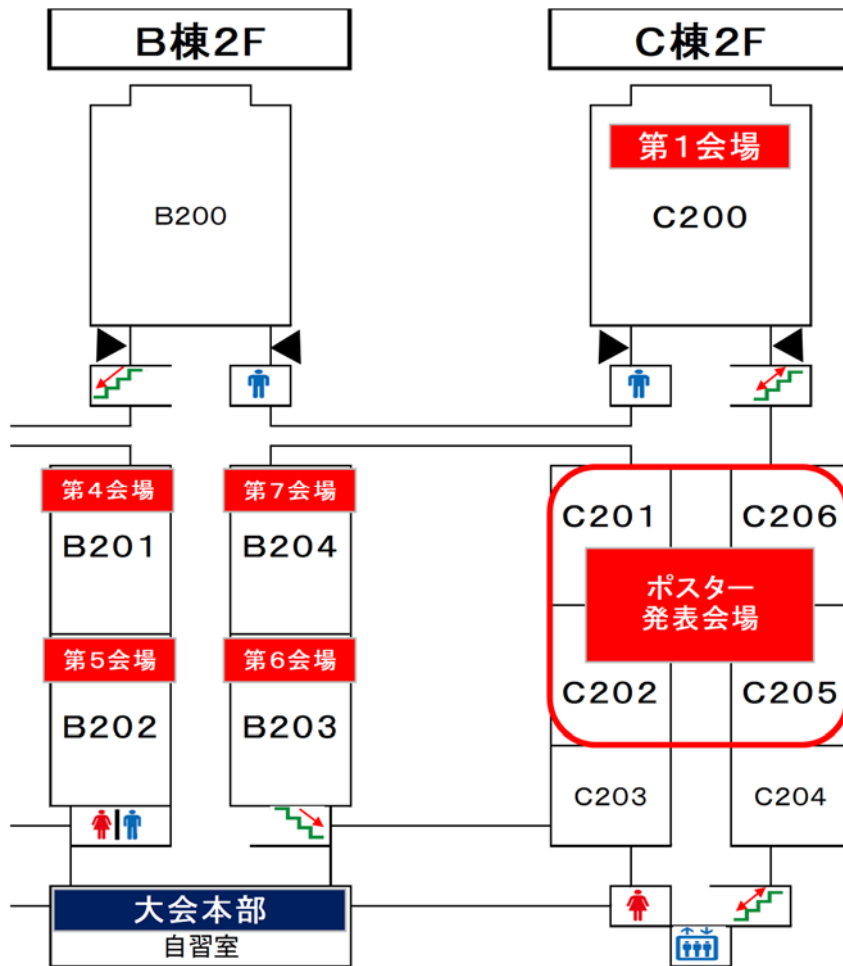 B棟2F
C棟2F
B200
第1会場
C200
第4会場
B201
第7会場
B204
C201
C206
ポスター
発表会場
第5会場
B202
第6会場
B203
C202
C205
C203
C204
大会本部
自習室